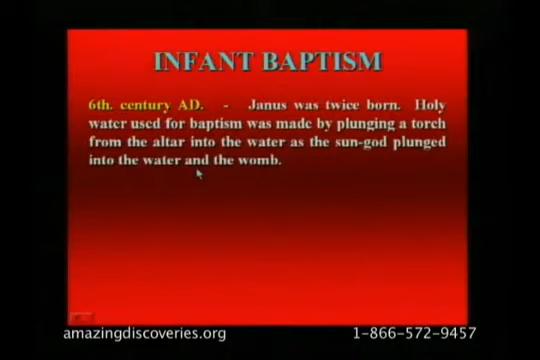 INFANT BAPTISM
6th. century AD. - Janus was twice born. Holy
water used for baptism was made by plunging a torch
from the altar into the water as the sun-god plunged
into the water and the womb.
amazingdiscoveries.org 1-866-572-9457